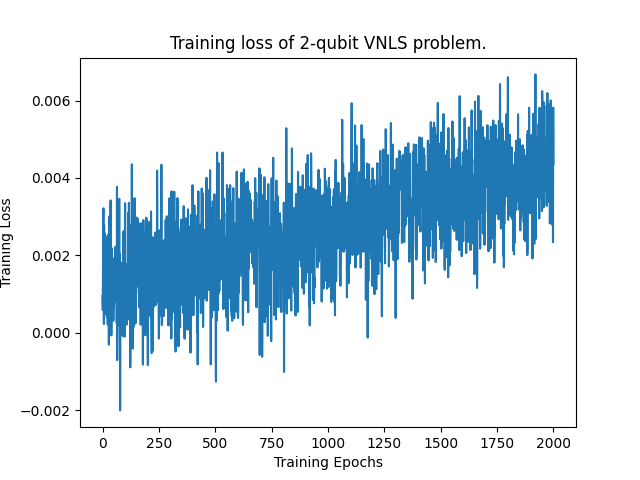 Training loss of 2-qubit VNLS problem.
0.006
0.004
0.002
0.000
−0.002
Training Loss
0 250 500 750 1000 1250 1500 1750 2000
Training Epochs